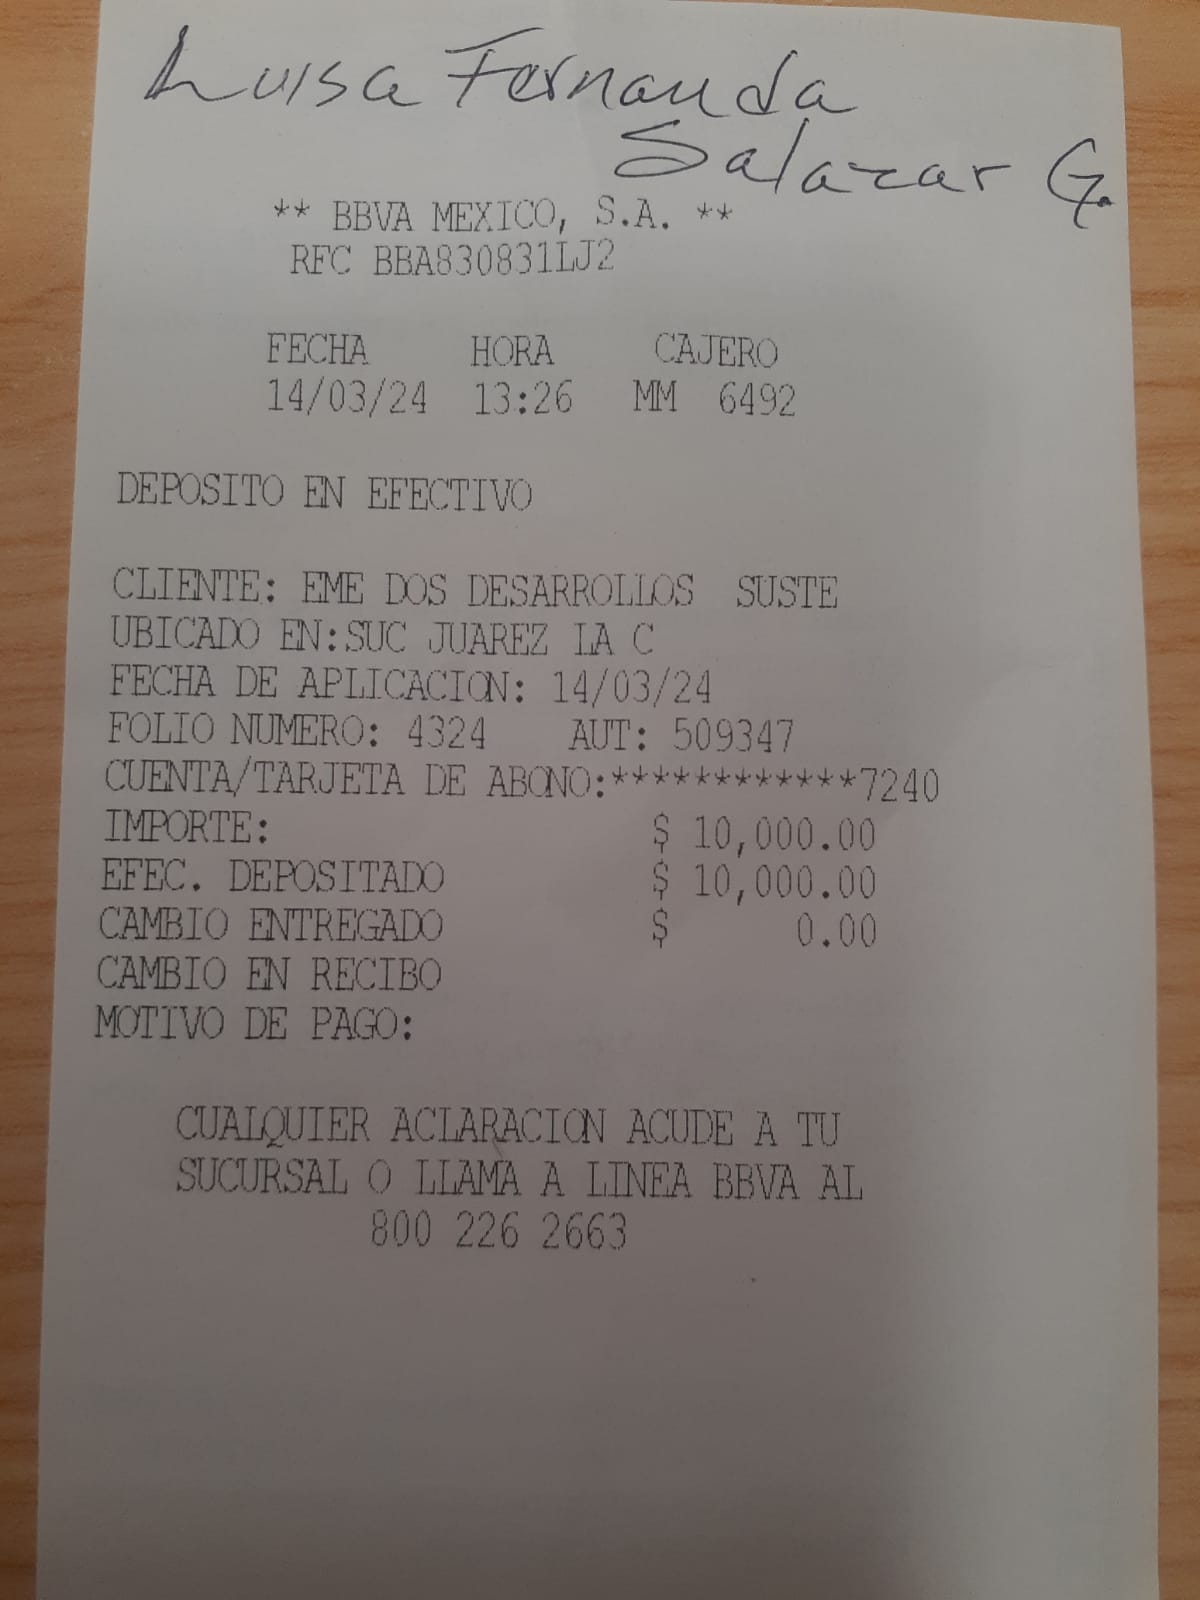 Luisa Fernanda
Salazar G.
** BBVA MEXICO, S.A. **
RFC BBA830831LJ2
FECHA HORA CAJERO
14/03/24 13:26 MM 6492
DEPOSITO EN EFECTIVO
CLIENTE: EME DOS DESARROLLOS SUSTE
UBICADO EN:SUC JUAREZ LA C
FECHA DE APLICACION: 14/03/24
FOLIO NUMERO: 4324 AUT: 509347
CUENTA/TARJETA DE ABONO:************7240
IMPORTE: $ 10,000.00
EFEC. DEPOSITADO $ 10,000.00
CAMBIO ENTREGADO $ 0.00
CAMBIO EN RECIBO
MOTIVO DE PAGO:
CUALQUIER ACLARACION ACUDE A TU
SUCURSAL O LLAMA A LINEA BBVA AL
800 226 2663